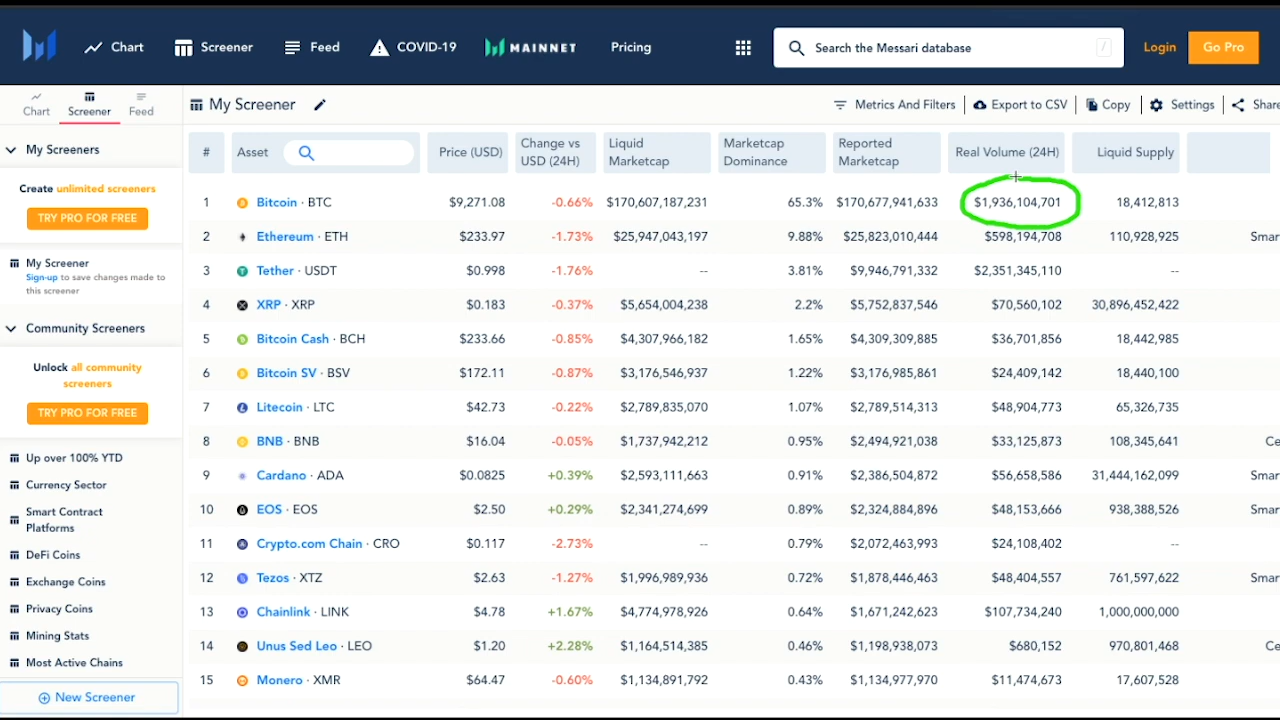 Chart Screener Feed COVID-19 MAINNET Pricing Search the Messari database / Login Go Pro
Chart Screener Feed
My Screener Metrics And Filters Export to CSV Copy Settings Share
My Screeners
Create unlimited screeners
TRY PRO FOR FREE
My Screener
Sign-up to save changes made to
this screener
Community Screeners
Unlock all community
screeners
TRY PRO FOR FREE
Up over 100% YTD
Currency Sector
Smart Contract
Platforms
DeFi Coins
Exchange Coins
Privacy Coins
Mining Stats
Most Active Chains
New Screener
# Asset Price (USD) Change vs USD (24H) Liquid Marketcap Marketcap Dominance Reported Marketcap Real Volume (24H) Liquid Supply
1 Bitcoin · BTC $9,271.08 -0.66% $170,607,187,231 65.3% $170,677,941,633 $1,936,104,701 18,412,813
2 Ethereum · ETH $233.97 -1.73% $25,947,043,197 9.88% $25,823,010,444 $598,194,708 110,928,925 Smar
3 Tether · USDT $0.998 -1.76% -- 3.81% $9,946,791,332 $2,351,345,110 --
4 XRP · XRP $0.183 -0.37% $5,654,004,238 2.2% $5,752,837,546 $70,560,102 30,896,452,422
5 Bitcoin Cash · BCH $233.66 -0.85% $4,307,966,182 1.65% $4,309,309,885 $36,701,856 18,442,985
6 Bitcoin SV · BSV $172.11 -0.87% $3,176,546,937 1.22% $3,176,985,861 $24,409,142 18,440,100
7 Litecoin · LTC $42.73 -0.22% $2,789,835,070 1.07% $2,789,514,313 $48,904,773 65,326,735
8 BNB · BNB $16.04 -0.05% $1,737,942,212 0.95% $2,494,921,038 $33,125,873 108,345,641 Ce
9 Cardano · ADA $0.0825 +0.39% $2,593,111,663 0.91% $2,386,504,872 $56,658,586 31,444,162,099 Smar
10 EOS · EOS $2.50 +0.29% $2,341,274,699 0.89% $2,324,884,896 $48,153,666 938,388,526 Smar
11 Crypto.com Chain · CRO $0.117 -2.73% -- 0.79% $2,072,463,993 $24,108,402 --
12 Tezos · XTZ $2.63 -1.27% $1,996,989,936 0.72% $1,878,446,463 $48,404,557 761,597,622 Smar
13 Chainlink · LINK $4.78 +1.67% $4,774,978,926 0.64% $1,671,242,623 $107,734,240 1,000,000,000
14 Unus Sed Leo · LEO $1.20 +2.28% $1,164,514,385 0.46% $1,198,938,073 $680,152 970,801,468 Ce
15 Monero · XMR $64.47 -0.60% $1,134,891,792 0.43% $1,134,977,970 $11,474,673 17,607,528